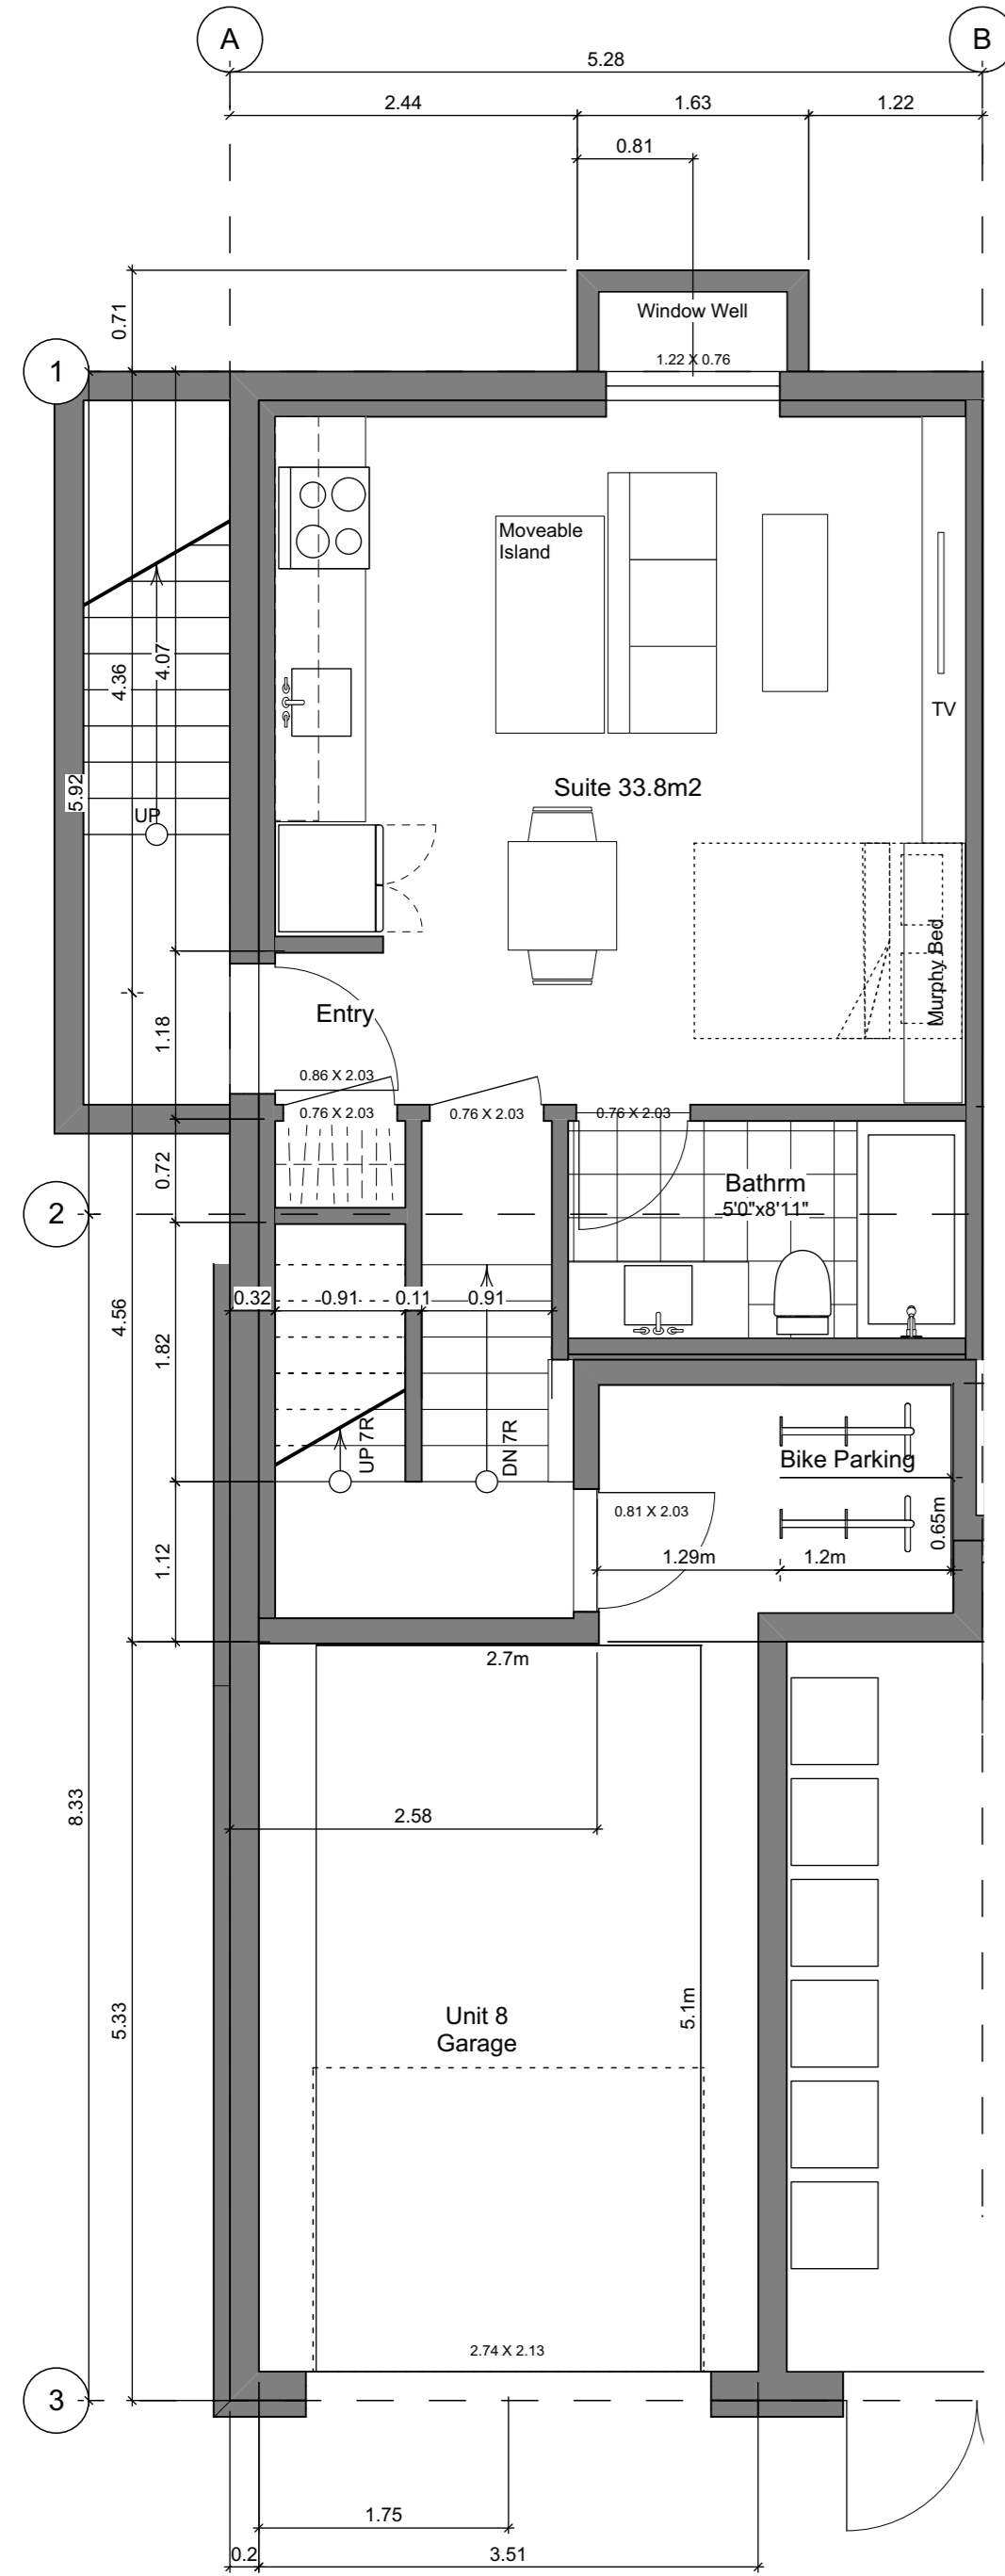 A
B
5.28
2.44
1.63
1.22
0.81
0.71
Window Well
1.22 X 0.76
1
Moveable
Island
4.07
4.36
TV
5.92
Suite 33.8m2
UP
Murphy Bed
Entry
1.18
0.86 X 2.03
0.76 X 2.03
0.76 X 2.03
0.76 X 2.03
0.72
Bathrm
5'0"x8'11"
2
0.32
0.91
0.11
0.91
4.56
1.82
UP 7R
DN 7R
Bike Parking
0.81 X 2.03
0.65m
1.12
1.29m
1.2m
2.7m
2.58
8.33
5.33
5.1m
Unit 8
Garage
2.74 X 2.13
3
1.75
0.2
3.51